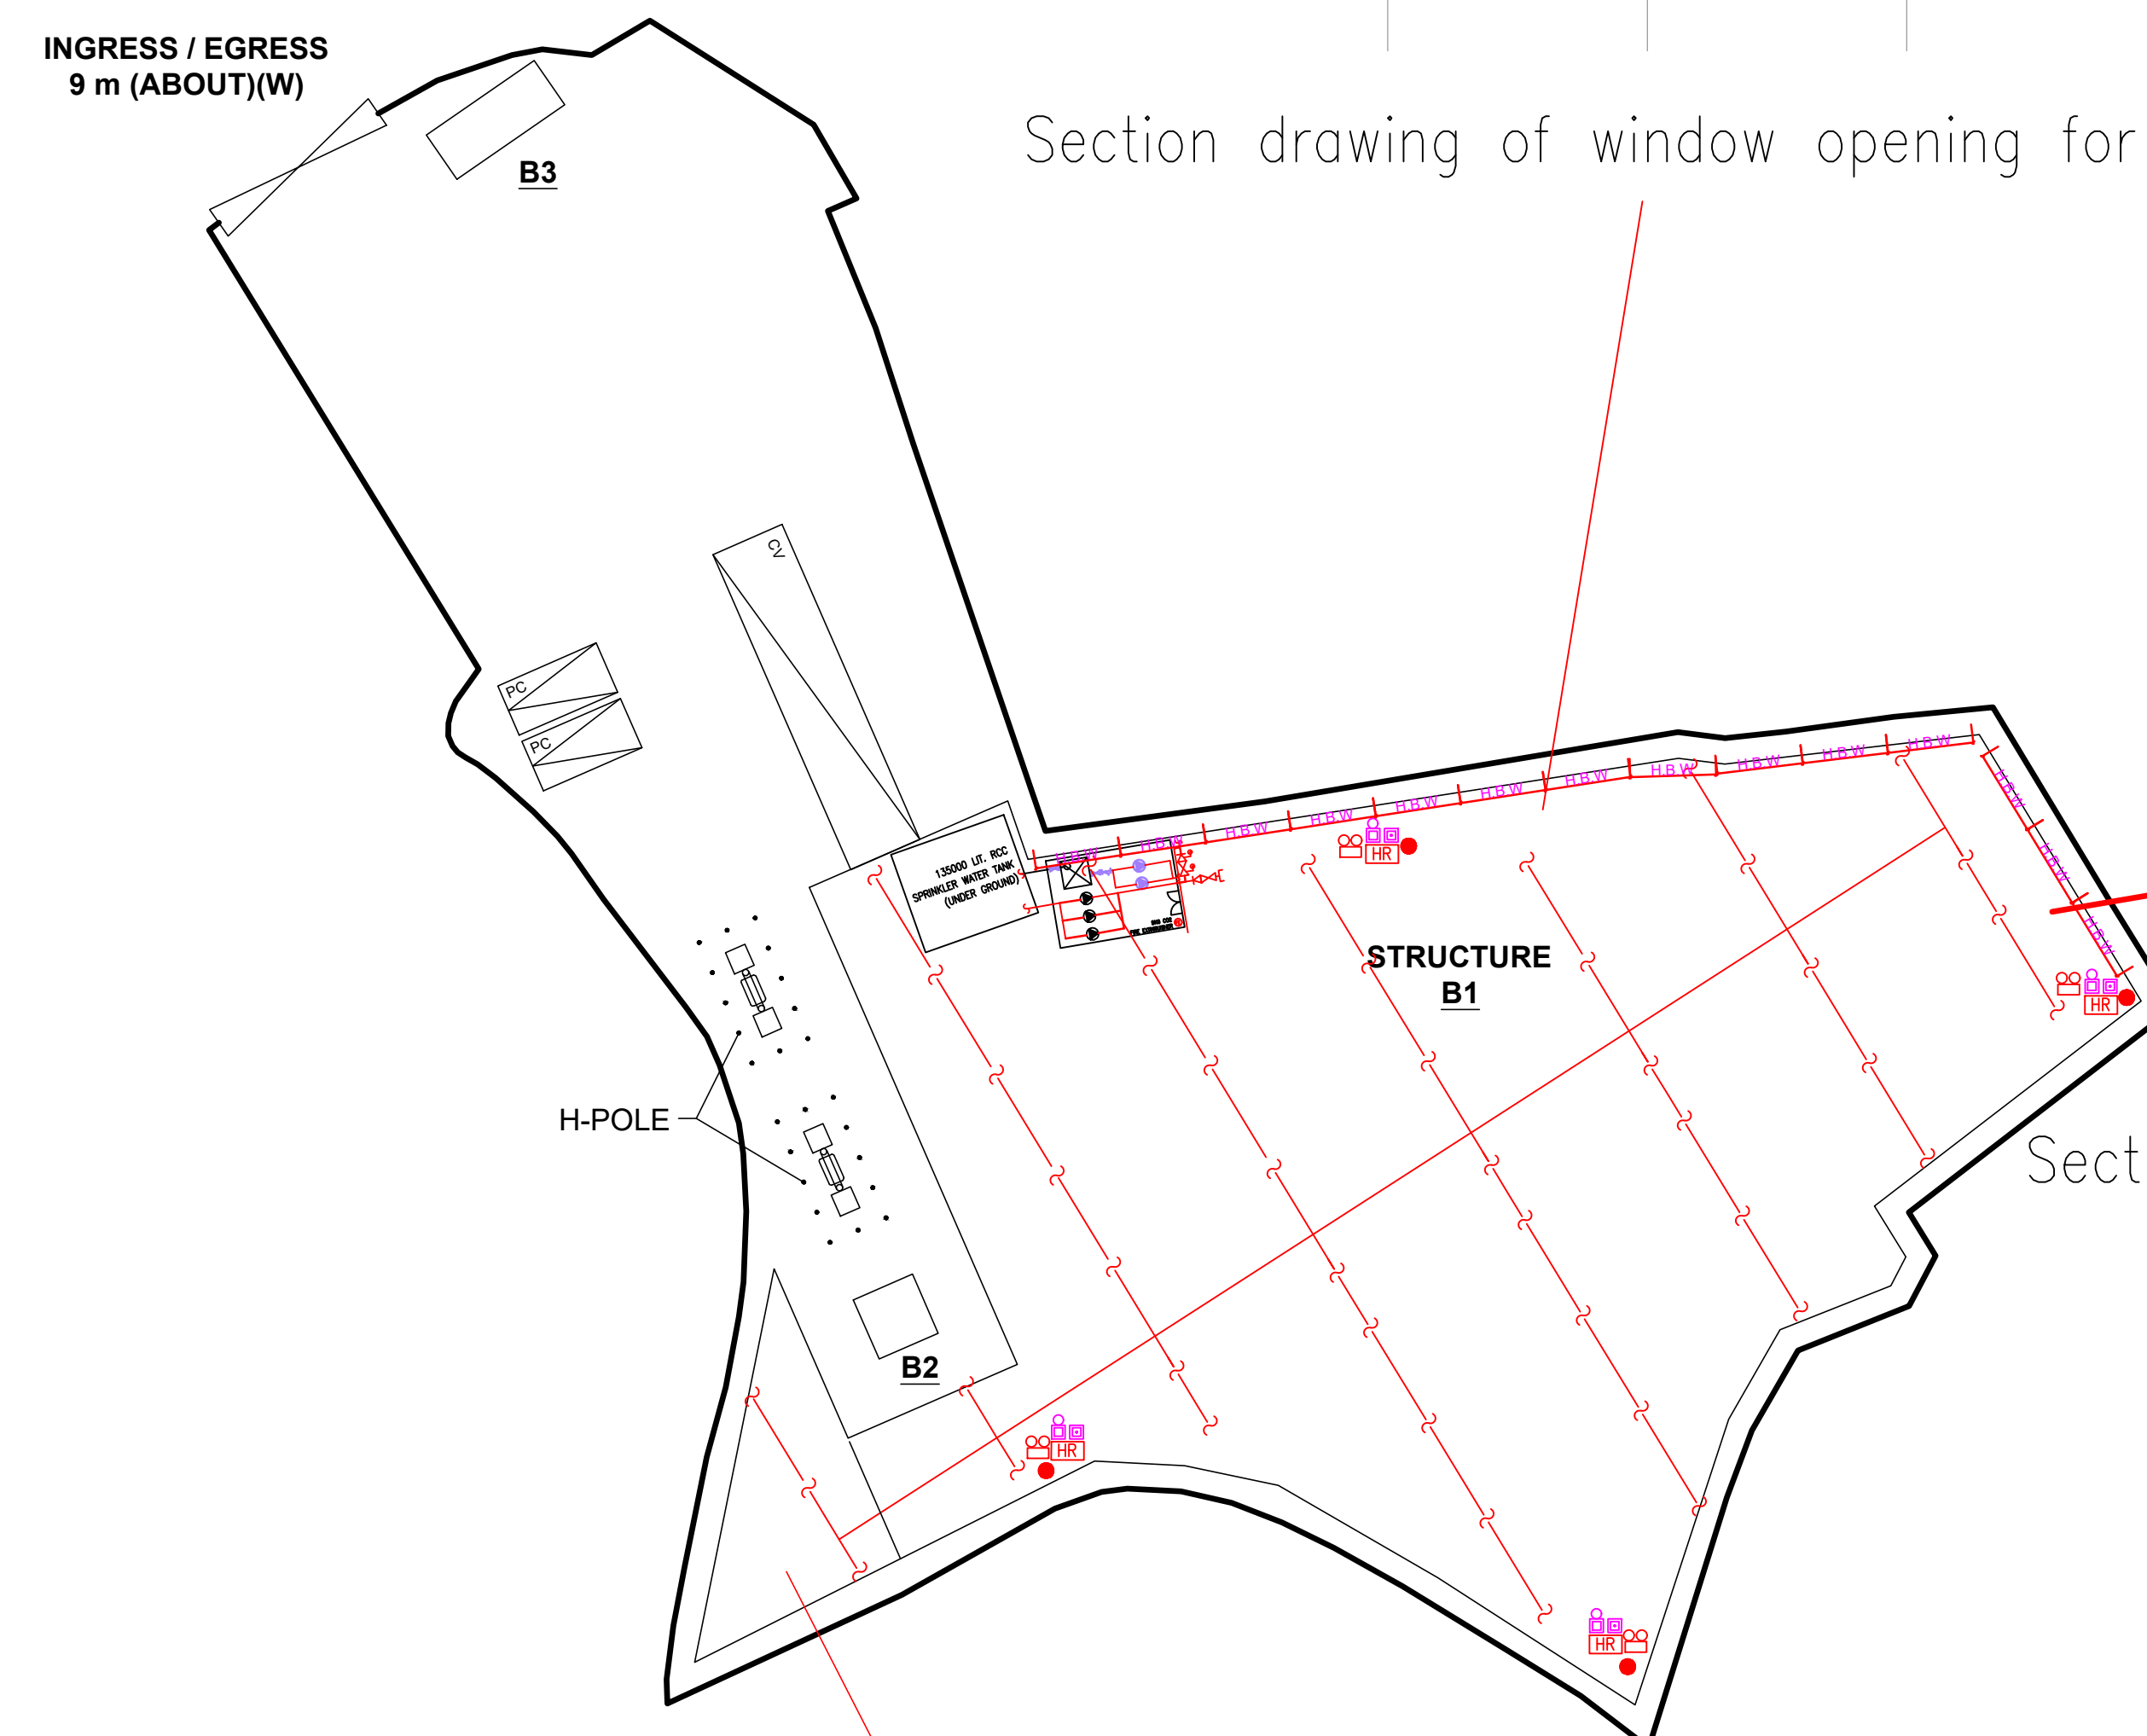 INGRESS / EGRESS
9 m (ABOUT)(W)
B3
Section drawing of window opening for
CV
PC
PC
H.B.W
H.B.W
H.B.W
H.B.W
H.B.W
H.B.W
H.B.W
H.B.W
H.B.W
H.B.W
H.B.W
H.B.W
H.B.W
H.B.W
135000 LIT. RCC
SPRINKLER WATER TANK
(UNDER GROUND)
HR
STRUCTURE
B1
HR
H-POLE
Sect
B2
HR
HR